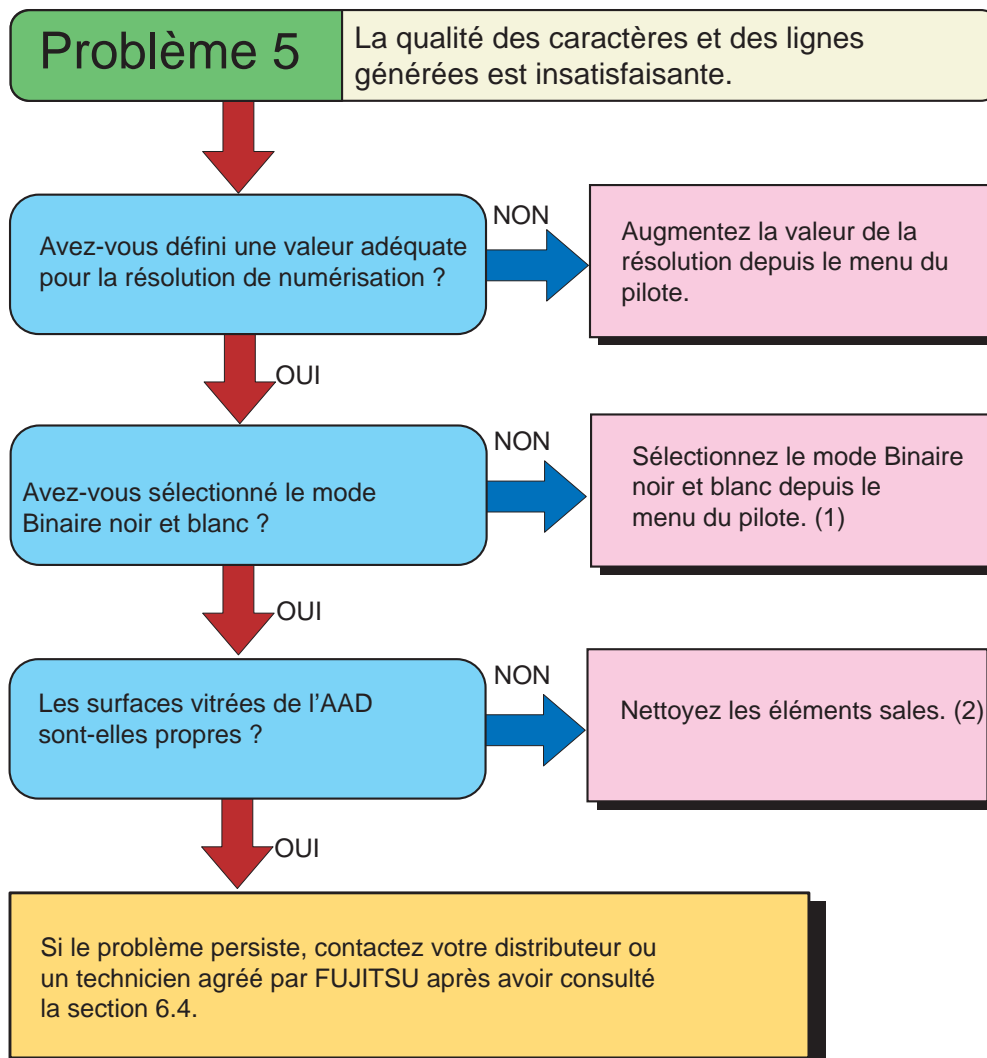 Problème 5
La qualité des caractères et des lignes
générées est insatisfaisante.
Avez-vous défini une valeur adéquate
pour la résolution de numérisation ?
NON
Augmentez la valeur de la
résolution depuis le menu du
pilote.
OUI
Avez-vous sélectionné le mode
Binaire noir et blanc ?
NON
Sélectionnez le mode Binaire
noir et blanc depuis le
menu du pilote. (1)
OUI
Les surfaces vitrées de l'AAD
sont-elles propres ?
NON
Nettoyez les éléments sales. (2)
OUI
Si le problème persiste, contactez votre distributeur ou
un technicien agréé par FUJITSU après avoir consulté
la section 6.4.